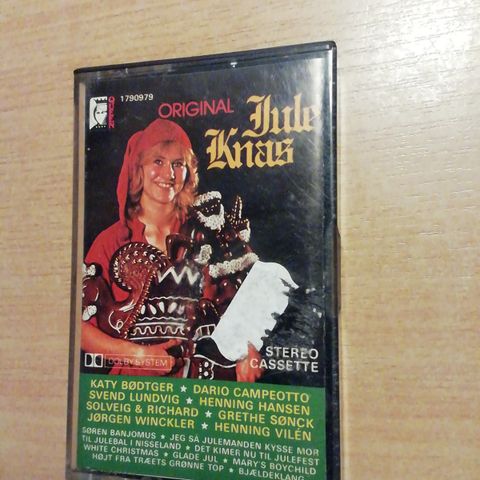 1790979
ORIGINAL
Jule
Knas
STEREO
CASSETTE
DOLBY SYSTEM
KATY BØDTGER ★ DARIO CAMPEOTTO
SVEND LUNDVIG ★ HENNING HANSEN
SOLVEIG & RICHARD ★ GRETHE SØNCK
JØRGEN WINCKLER ★ HENNING VILÉN
SØREN BANJOMUS ★ JEG SÅ JULEMANDEN KYSSE MOR
TIL JULEBAL I NISSELAND ★ DET KIMER NU TIL JULEFEST
WHITE CHRISTMAS ★ GLADE JUL ★ MARY'S BOYCHILD
HØJT FRA TRÆETS GRØNNE TOP ★ BJÆLDEKLANG